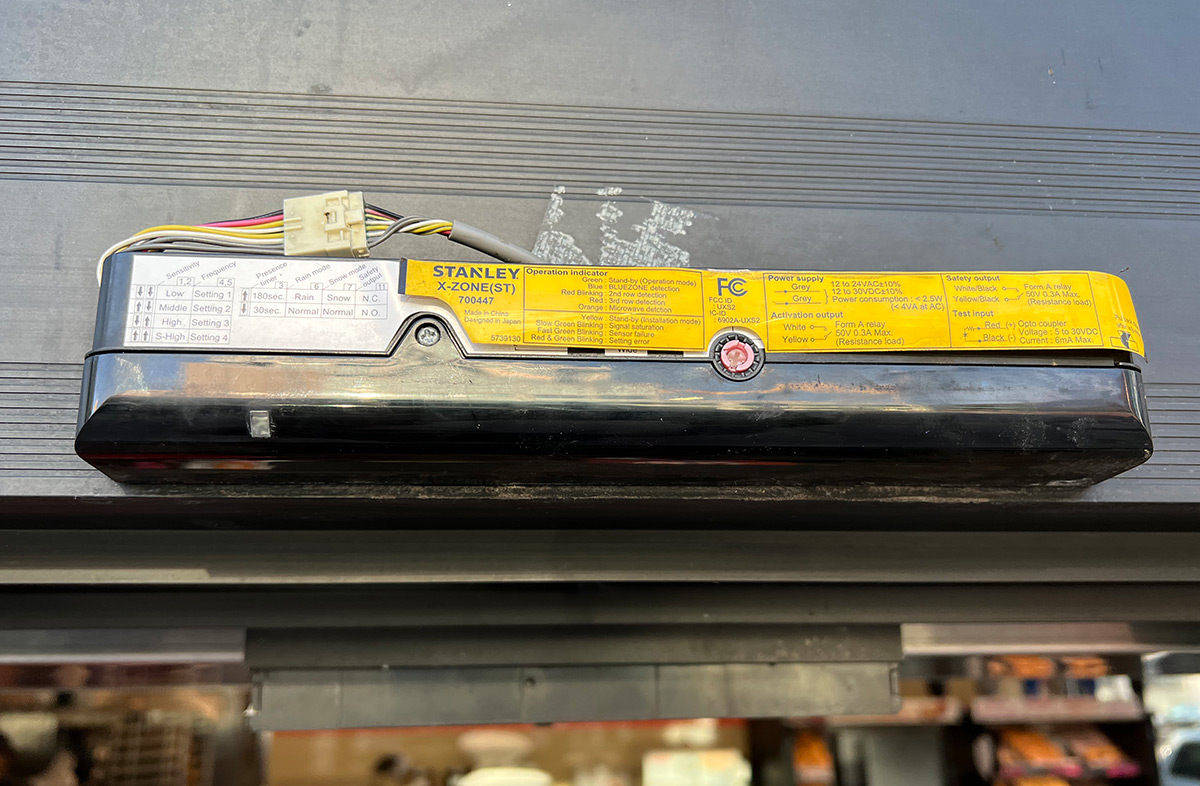 Sensitivity Frequency Presence timer Rain mode Snow mode Safety output
1,2 4,5 3 6 7 11
↓ ↓ Low Setting 1 ↑ 180sec. Rain Snow N.C.
↓ ↑ Middle Setting 2 ↓ 30sec. Normal Normal N.O.
High Setting 3
↑ ↑ S-High Setting 4
STANLEY
X-ZONE(ST)
700447
Made in China
Designed in Japan
5739130
Operation indicator
Green : Stand-by (Operation mode)
Blue : BLUEZONE detection
Red Blinking : 2nd row detection
Red : 3rd row detection
Orange : Microwave detction
Yellow : Stand-by (Installation mode)
Slow Green Blinking : Signal saturation
Fast Green Blinking : Sensor failure
Red & Green Blinking : Setting error
Wide
FC
FCC ID
: UXS2
IC-ID
: 6902A-UXS2
Power supply
Grey 12 to 24VAC±10%
Grey 12 to 30VDC±10%
Power consumption : < 2.5W
(< 4VA at AC)
Activation output
White Form A relay
Yellow 50V 0.3A Max.
(Resistance load)
Safety output
White/Black Form A relay
Yellow/Black 50V 0.3A Max.
(Resistance load)
Test input
Red (+) Opto coupler
Black (-) Voltage : 5 to 30VDC
Current : 6mA Max.